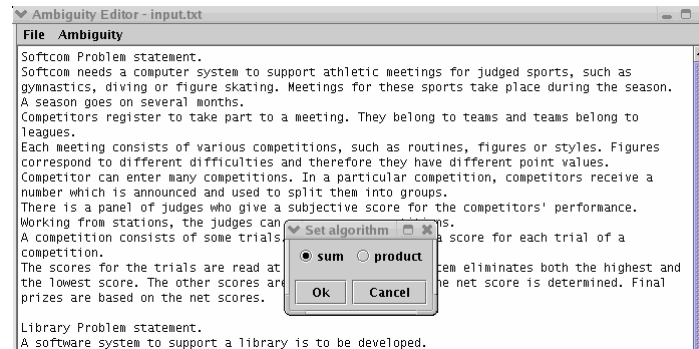 Ambiguity Editor - input.txt
File Ambiguity
Softcom Problem statement.
Softcom needs a computer system to support athletic meetings for judged sports, such as
gymnastics, diving or figure skating. Meetings for these sports take place during the season.
A season goes on several months.
Competitors register to take part to a meeting. They belong to teams and teams belong to
leagues.
Each meeting consists of various competitions, such as routines, figures or styles. Figures
correspond to different difficulties and therefore they have different point values.
Competitor can enter many competitions. In a particular competition, competitors receive a
number which is announced and used to split them into groups.
There is a panel of judges who give a subjective score for the competitors' performance.
Working from stations, the judges can
A competition consists of some trials. a score for each trial of a
competition.
The scores for the trials are read at eliminates both the highest and
the lowest score. The other scores are net score is determined. Final
prizes are based on the net scores.
Library Problem statement.
A software system to support a library is to be developed.
Set algorithm
sum product
Ok Cancel